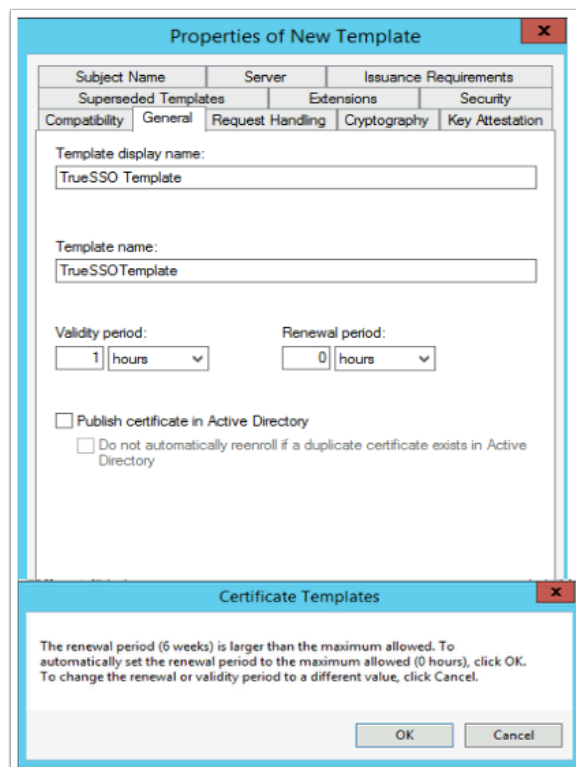 Properties of New Template
x
Subject Name Server Issuance Requirements
Superseded Templates Extensions Security
Compatibility General Request Handling Cryptography Key Attestation
Template display name:
TrueSSO Template
Template name:
TrueSSOTemplate
Validity period: Renewal period:
1 hours 0 hours
Publish certificate in Active Directory
Do not automatically reenroll if a duplicate certificate exists in Active
Directory
Certificate Templates
x
The renewal period (6 weeks) is larger than the maximum allowed. To
automatically set the renewal period to the maximum allowed (0 hours), click OK.
To change the renewal or validity period to a different value, click Cancel.
OK Cancel